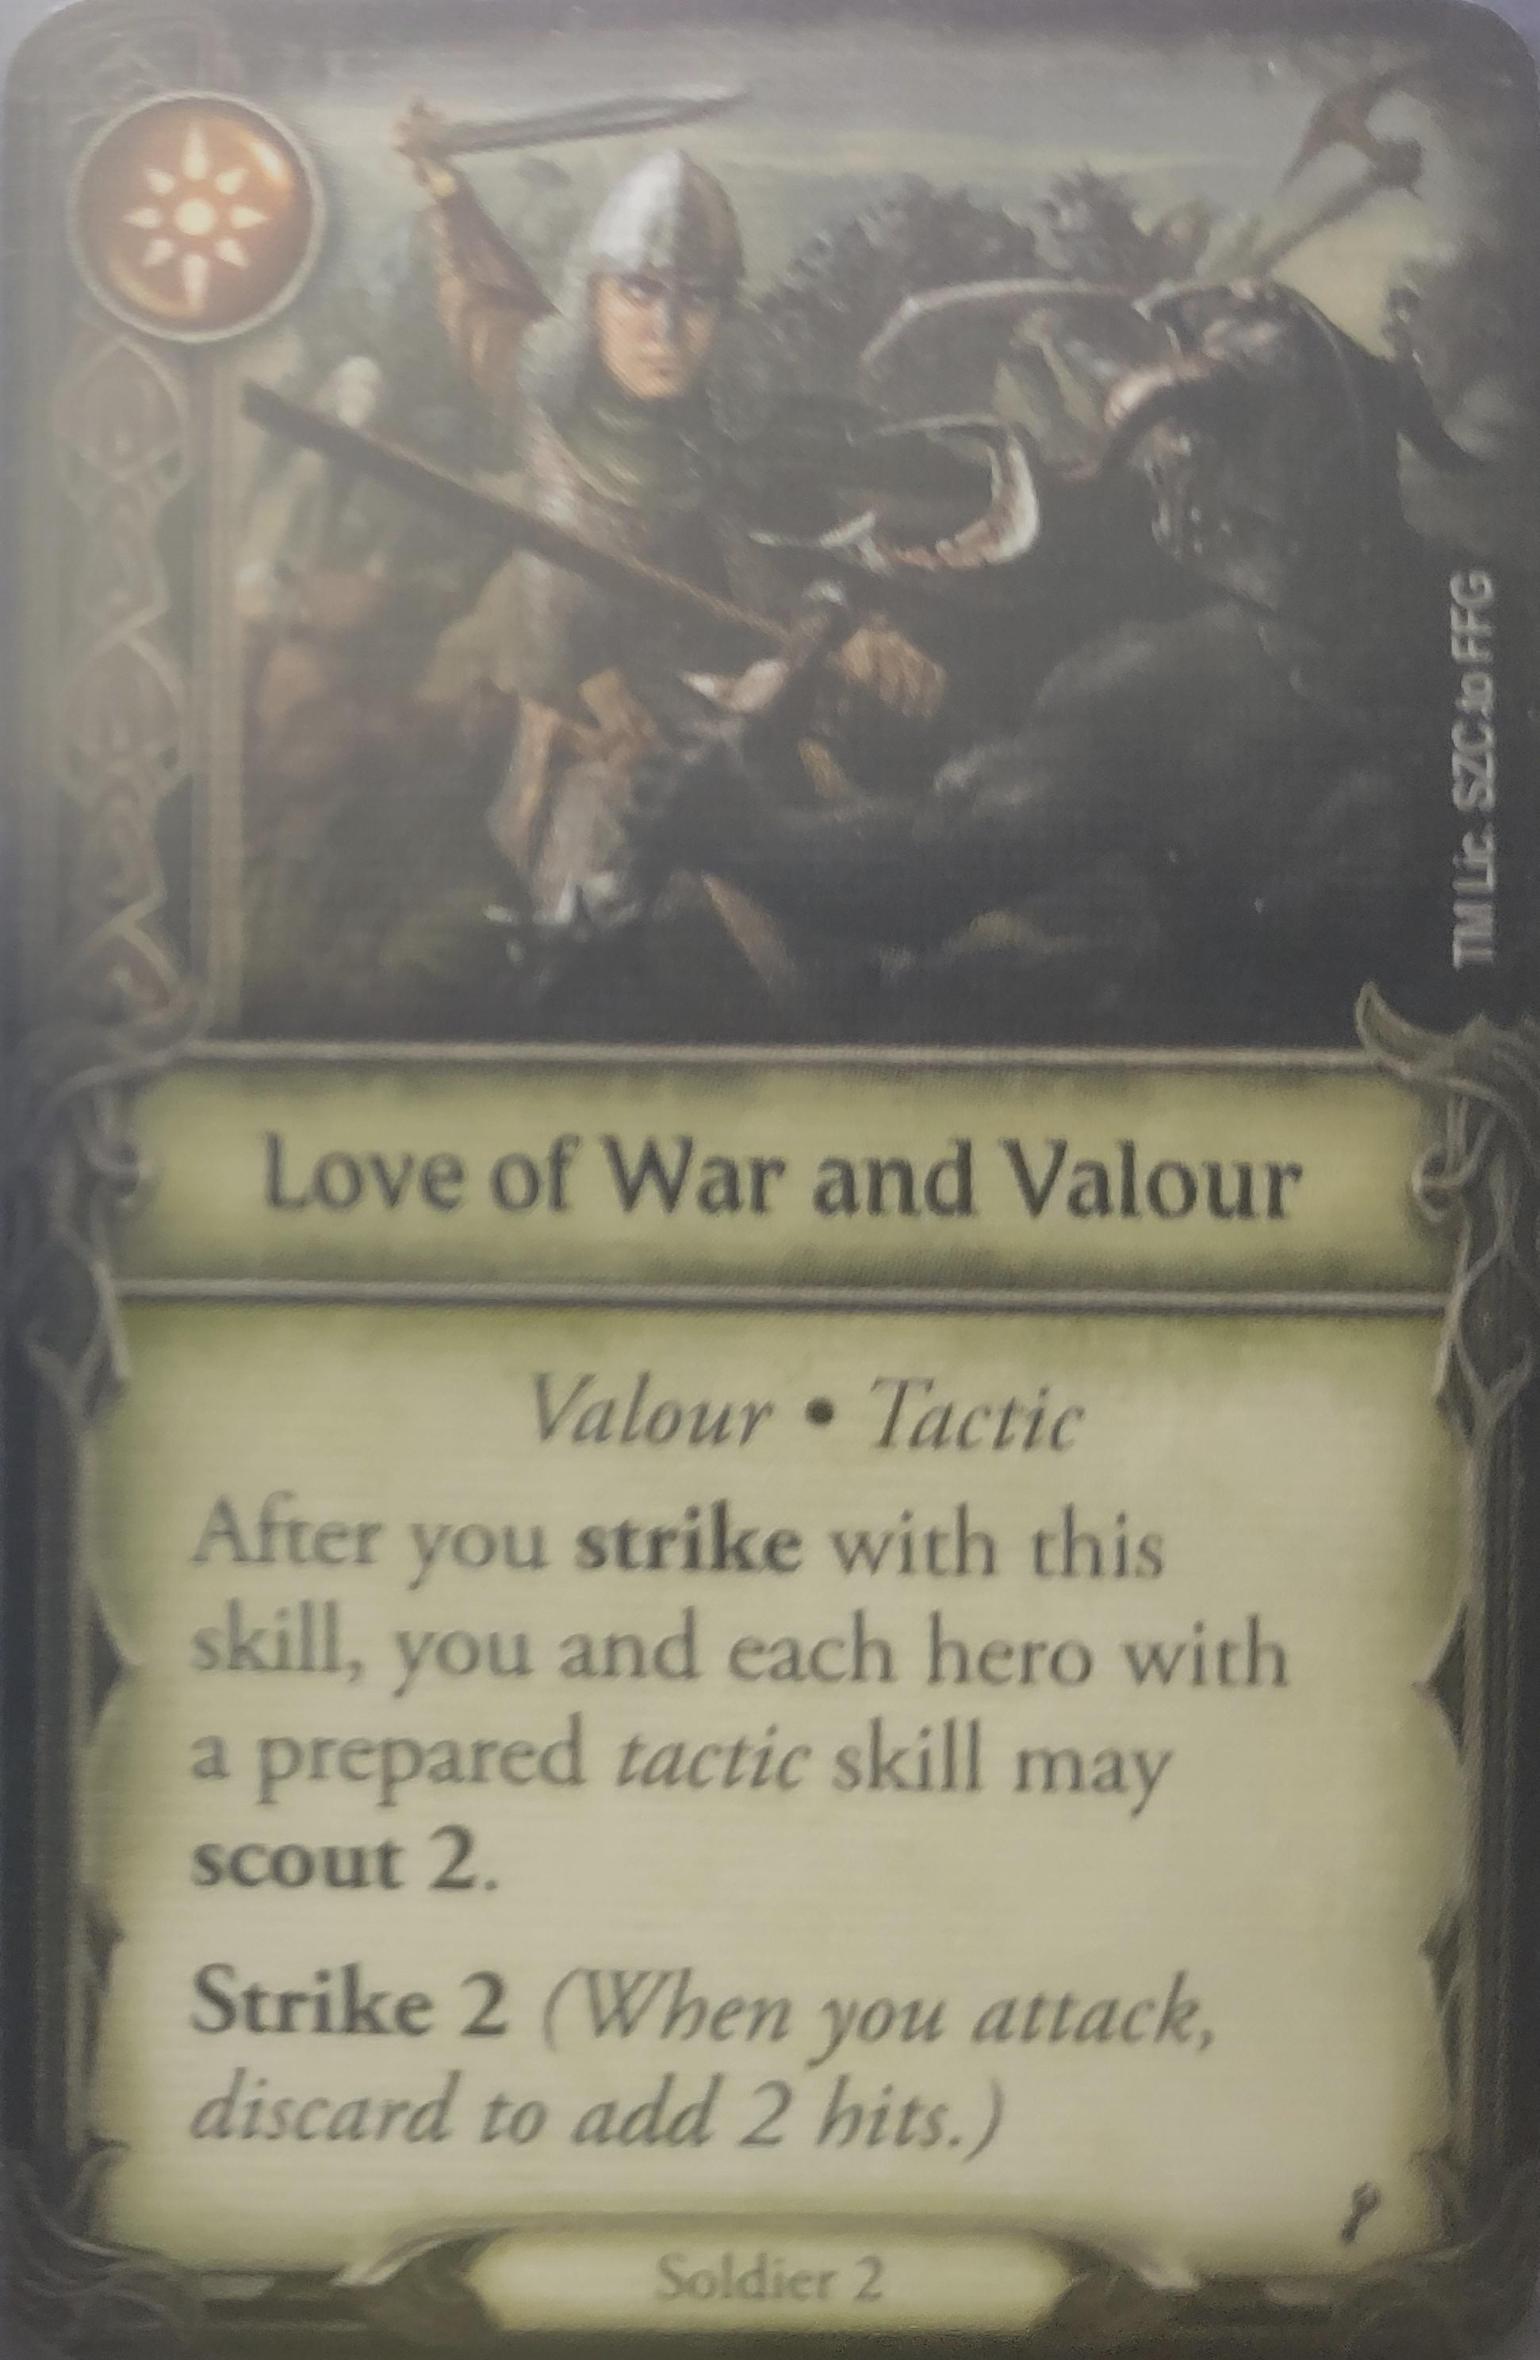 TM Lic. SZC to FFG
Love of War and Valour
Valour • Tactic
After you strike with this
skill, you and each hero with
a prepared tactic skill may
scout 2.
Strike 2 (When you attack,
discard to add 2 hits.)
Soldier 2